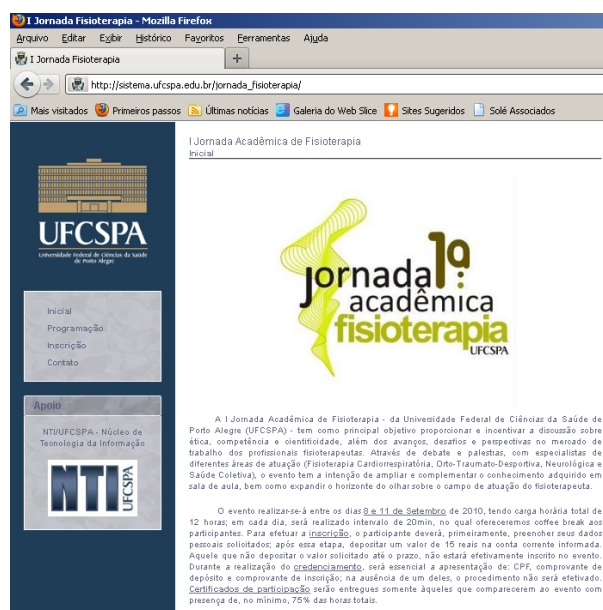 I Jornada Fisioterapia - Mozilla Firefox
Arquivo Editar Exibir Histórico Favoritos Ferramentas Ajuda
I Jornada Fisioterapia
http://sistema.ufcspa.edu.br/jornada_fisioterapia/
Mais visitados Primeiros passos Últimas notícias Galeria do Web Slice Sites Sugeridos Solé Associados
I Jornada Acadêmica de Fisioterapia
Inicial
UFCSPA
Universidade Federal de Ciências da Saúde
de Porto Alegre
Inicial
Programação
Inscrição
Contato
Apoio
NTI/UFCSPA - Núcleo de
Tecnologia da Informação
NTI
UFCSPA
1ª
jornada
acadêmica
fisioterapia
UFCSPA
A I Jornada Acadêmica de Fisioterapia - da Universidade Federal de Ciências da Saúde de
Porto Alegre (UFCSPA) - tem como principal objetivo proporcionar e incentivar a discussão sobre
ética, competência e cientificidade, além dos avanços, desafios e perspectivas no mercado de
trabalho dos profissionais fisioterapeutas. Através de debate e palestras, com especialistas de
diferentes áreas de atuação (Fisioterapia Cardiorrespiratória, Orto-Traumato-Desportiva, Neurológica e
Saúde Coletiva), o evento tem a intenção de ampliar e complementar o conhecimento adquirido em
sala de aula, bem como expandir o horizonte do olhar sobre o campo de atuação do fisioterapeuta.
O evento realizar-se-á entre os dias 8 e 11 de Setembro de 2010, tendo carga horária total de
12 horas; em cada dia, será realizado intervalo de 20min, no qual ofereceremos coffee break aos
participantes. Para efetuar a inscrição, o participante deverá, primeiramente, preencher seus dados
pessoais solicitados; após essa etapa, depositar um valor de 15 reais na conta corrente informada.
Aquele que não depositar o valor solicitado até o prazo, não estará efetivamente inscrito no evento.
Durante a realização do credenciamento, será essencial a apresentação de: CPF, comprovante de
depósito e comprovante de inscrição; na ausência de um deles, o procedimento não será efetivado.
Certificados de participação serão entregues somente àqueles que comparecerem ao evento com
presença de, no mínimo, 75% das horas totais.